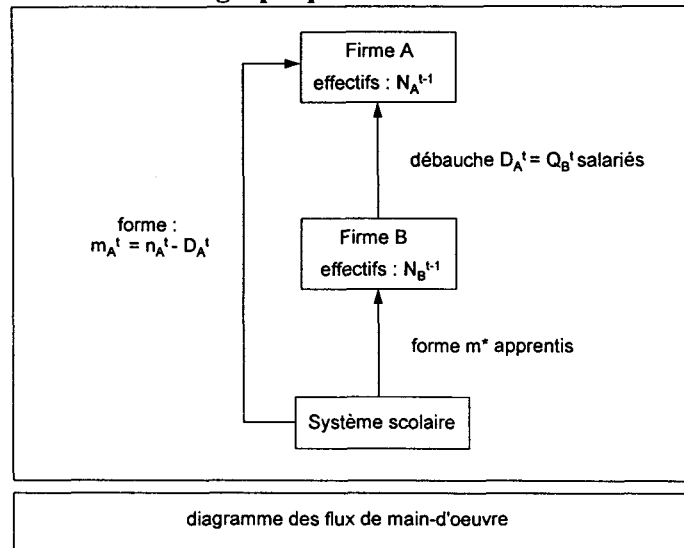 Firme A
effectifs : N_A^t-1
débauche D_A^t = Q_B^t salariés
forme :
m_A^t = n_A^t - D_A^t
Firme B
effectifs : N_B^t-1
forme m* apprentis
Système scolaire
diagramme des flux de main-d'oeuvre